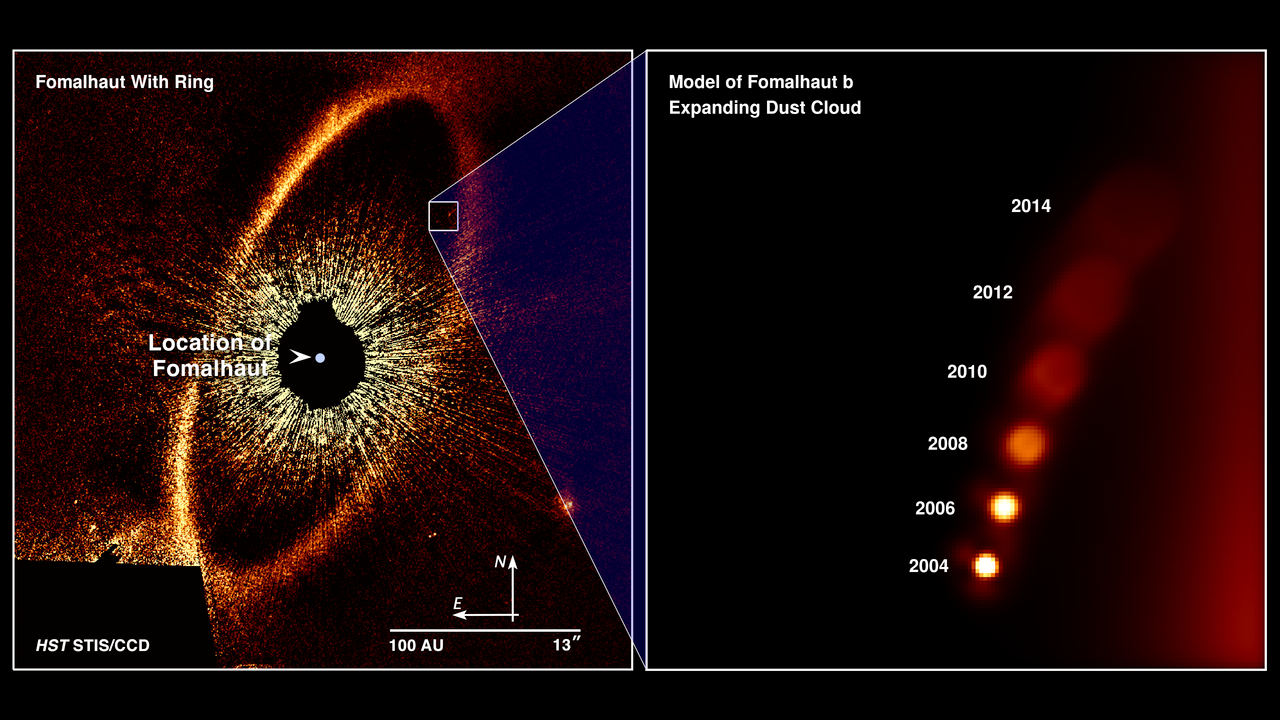 Fomalhaut With Ring
Location of
Fomalhaut
N
E
100 AU 13″
HST STIS/CCD
Model of Fomalhaut b
Expanding Dust Cloud
2014
2012
2010
2008
2006
2004